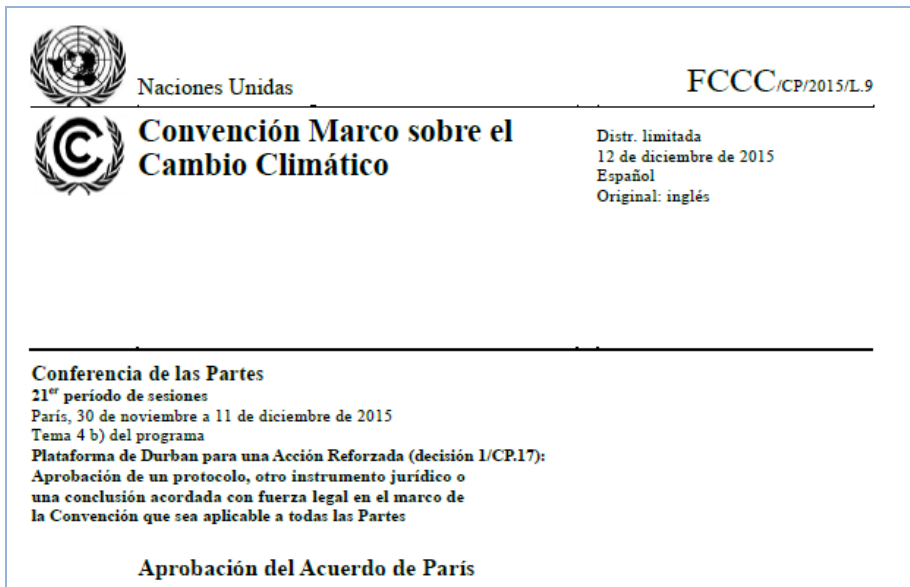 Naciones Unidas
FCCC/CP/2015/L.9
Convención Marco sobre el
Cambio Climático
Distr. limitada
12 de diciembre de 2015
Español
Original: inglés
Conferencia de las Partes
21er período de sesiones
París, 30 de noviembre a 11 de diciembre de 2015
Tema 4 b) del programa
Plataforma de Durban para una Acción Reforzada (decisión 1/CP.17):
Aprobación de un protocolo, otro instrumento jurídico o
una conclusión acordada con fuerza legal en el marco de
la Convención que sea aplicable a todas las Partes
Aprobación del Acuerdo de París